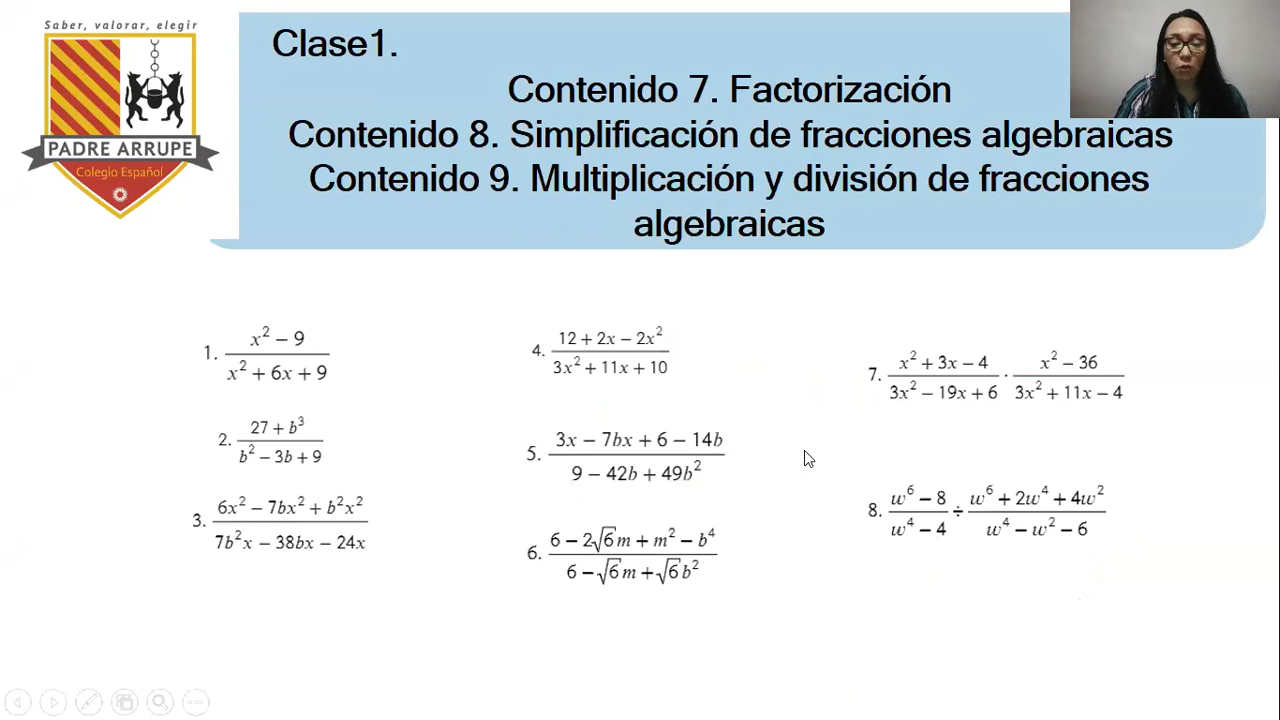 Saber, valorar, elegir
PADRE ARRUPE
Colegio Español
Clase1.
Contenido 7. Factorización
Contenido 8. Simplificación de fracciones algebraicas
Contenido 9. Multiplicación y división de fracciones
algebraicas
1. (x² − 9)/(x² + 6x + 9)
2. (27 + b³)/(b² − 3b + 9)
3. (6x² − 7bx² + b²x²)/(7b²x − 38bx − 24x)
4. (12 + 2x − 2x²)/(3x² + 11x + 10)
5. (3x − 7bx + 6 − 14b)/(9 − 42b + 49b²)
6. (6 − 2√6m + m² − b⁴)/(6 − √6m + √6b²)
7. (x² + 3x − 4)/(3x² − 19x + 6) · (x² − 36)/(3x² + 11x − 4)
8. (w⁶ − 8)/(w⁴ − 4) ÷ (w⁶ + 2w⁴ + 4w²)/(w⁴ − w² − 6)